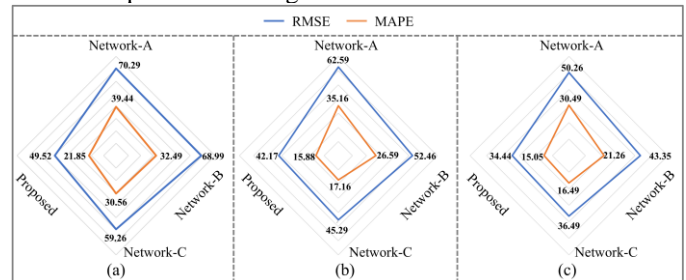 RMSE MAPE
Network-A Network-A Network-A
70.29 62.59 50.26
39.44 35.16 30.49
49.52 21.85 32.49 68.99 42.17 15.88 26.59 52.46 34.44 15.05 21.26 43.35
30.56 17.16 16.49
Proposed Network-B Proposed Network-B Proposed Network-B
59.26 45.29 36.49
Network-C Network-C Network-C
(a) (b) (c)